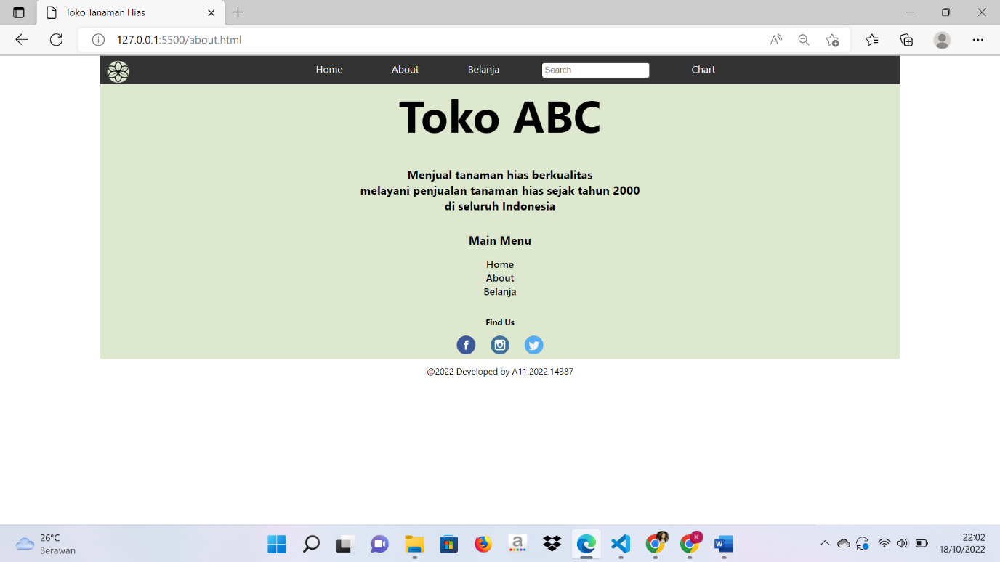 Toko Tanaman Hias
127.0.0.1:5500/about.html
Home About Belanja Search Chart
Toko ABC
Menjual tanaman hias berkualitas
melayani penjualan tanaman hias sejak tahun 2000
di seluruh Indonesia
Main Menu
Home
About
Belanja
Find Us
@2022 Developed by A11.2022.14387
26°C
Berawan
22:02
18/10/2022